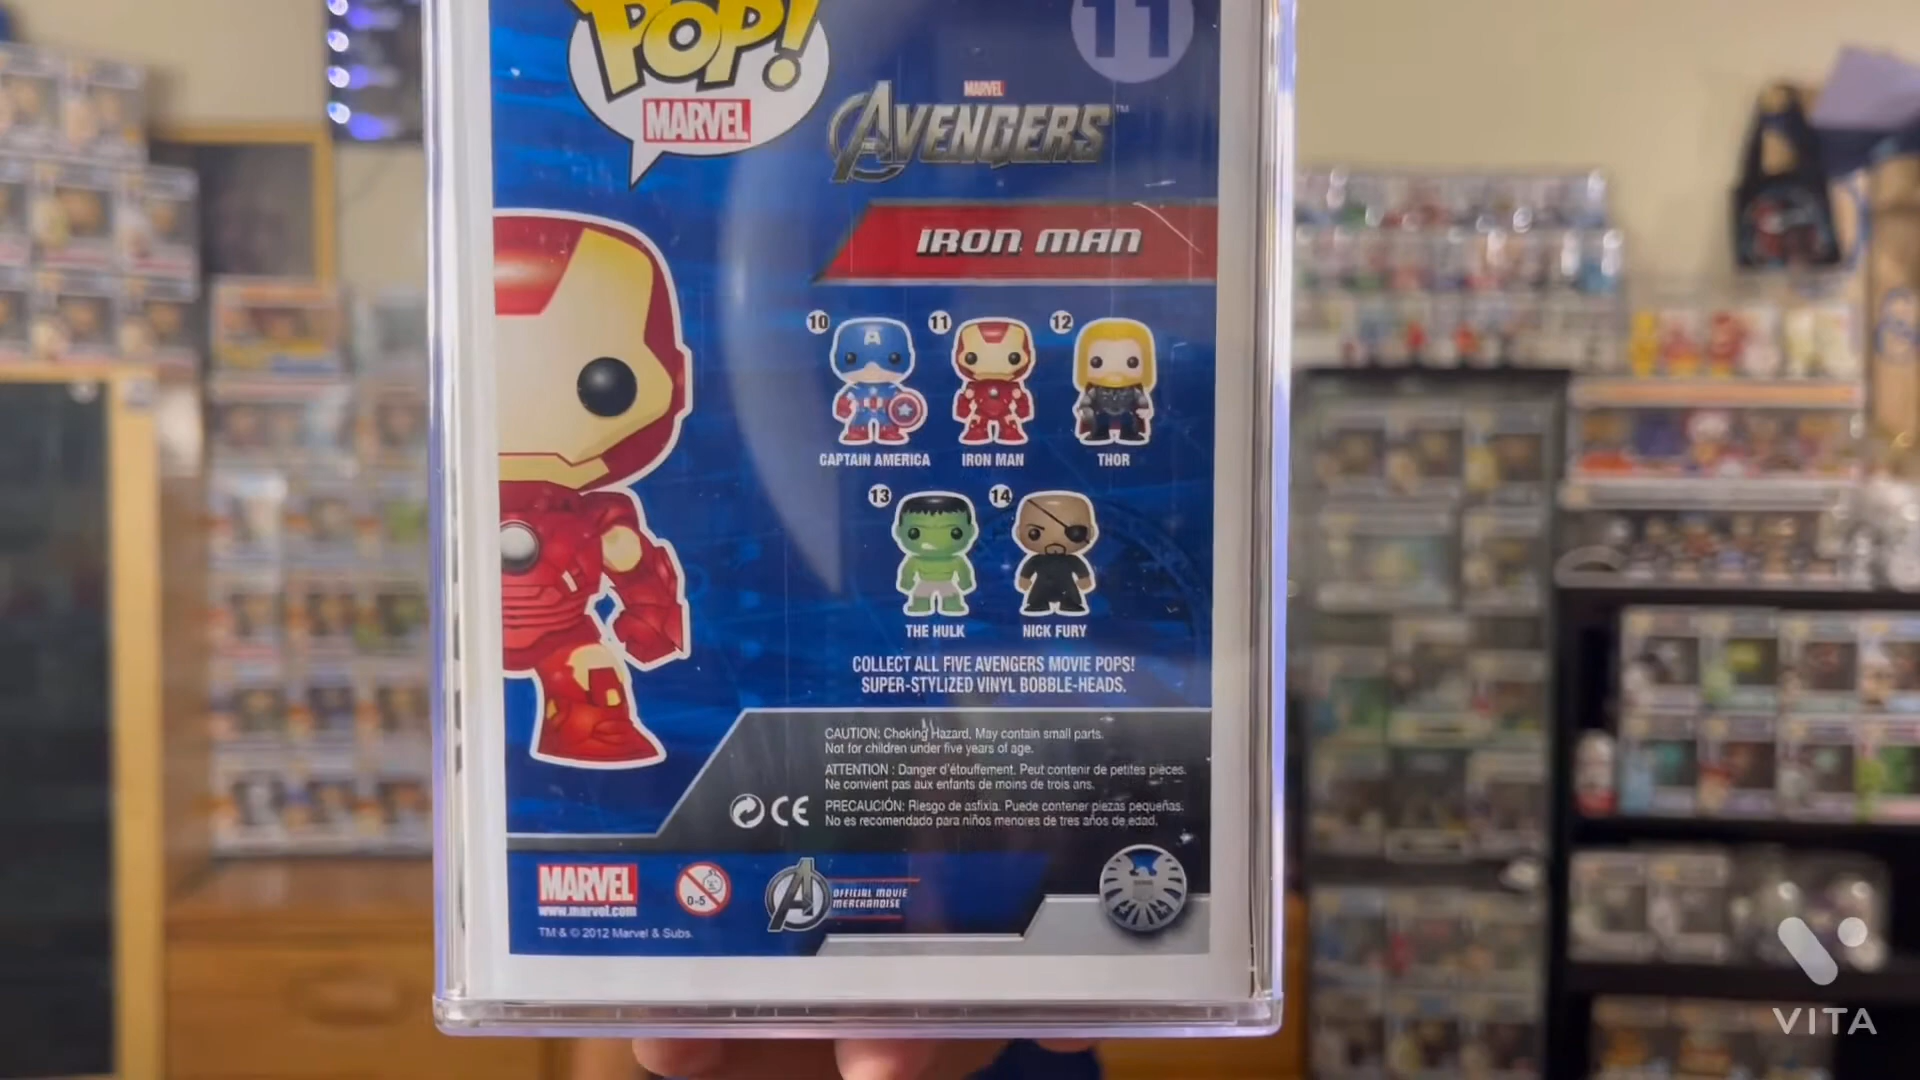 POP!
MARVEL
11
MARVEL
THE AVENGERS™
IRON MAN
10
11
12
CAPTAIN AMERICA
IRON MAN
THOR
13
14
THE HULK
NICK FURY
COLLECT ALL FIVE AVENGERS MOVIE POPS!
SUPER-STYLIZED VINYL BOBBLE-HEADS.
CAUTION: Choking Hazard. May contain small parts.
Not for children under five years of age.
ATTENTION : Danger d'étouffement. Peut contenir de petites pièces.
Ne convient pas aux enfants de moins de trois ans.
PRECAUCIÓN: Riesgo de asfixia. Puede contener piezas pequeñas.
No es recomendado para niños menores de tres años de edad.
CE
MARVEL
www.marvel.com
0-5
A
OFFICIAL MOVIE
MERCHANDISE
TM & © 2012 Marvel & Subs.
VITA